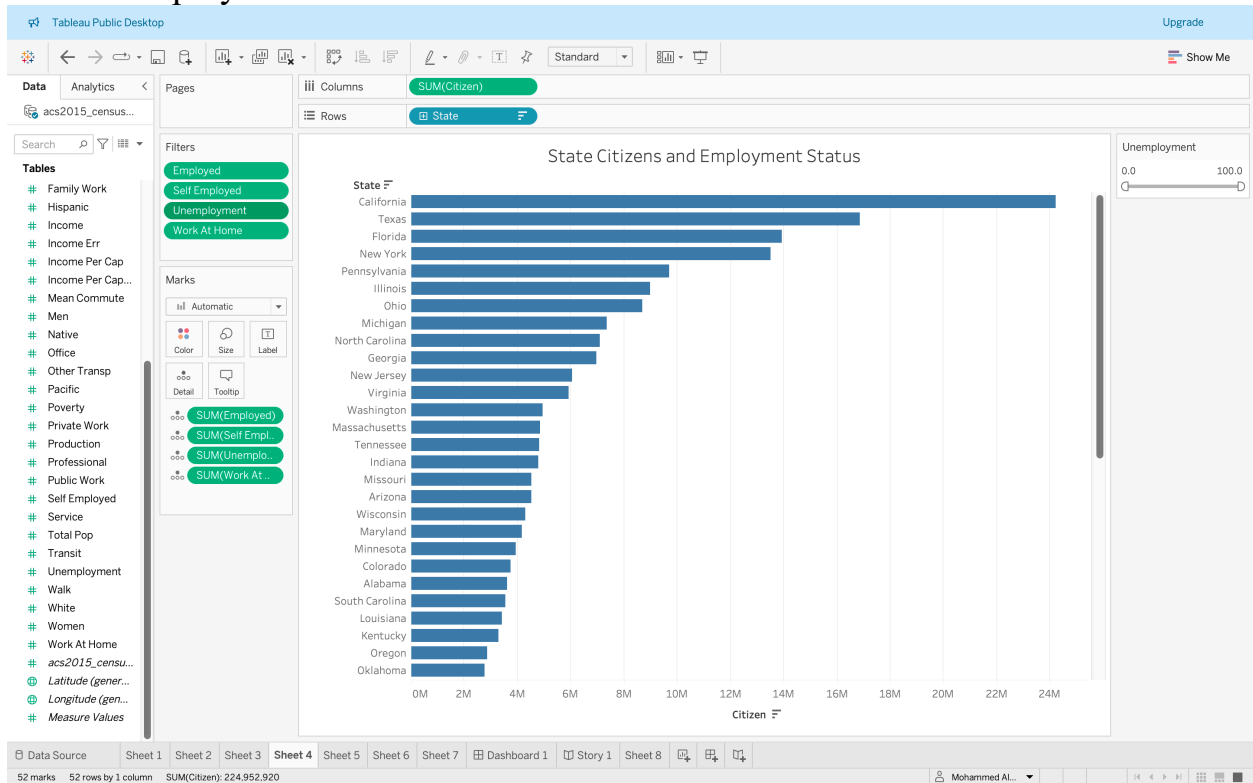 Tableau Public Desktop
Upgrade
Standard
Show Me
Data
Analytics
Pages
Columns
SUM(Citizen)
acs2015_census...
Rows
State
Search
Filters
Employed
Self Employed
Unemployment
Work At Home
Tables
Family Work
Hispanic
Income
Income Err
Income Per Cap
Income Per Cap...
Mean Commute
Men
Native
Office
Other Transp
Pacific
Poverty
Private Work
Production
Professional
Public Work
Self Employed
Service
Total Pop
Transit
Unemployment
Walk
White
Women
Work At Home
acs2015_censu...
Latitude (gener...
Longitude (gen...
Measure Values
Marks
Automatic
Color
Size
Label
Detail
Tooltip
SUM(Employed)
SUM(Self Empl..
SUM(Unemplo..
SUM(Work At ..
State Citizens and Employment Status
State
California
Texas
Florida
New York
Pennsylvania
Illinois
Ohio
Michigan
North Carolina
Georgia
New Jersey
Virginia
Washington
Massachusetts
Tennessee
Indiana
Missouri
Arizona
Wisconsin
Maryland
Minnesota
Colorado
Alabama
South Carolina
Louisiana
Kentucky
Oregon
Oklahoma
0M 2M 4M 6M 8M 10M 12M 14M 16M 18M 20M 22M 24M
Citizen
Unemployment
0.0 100.0
Data Source Sheet 1 Sheet 2 Sheet 3 Sheet 4 Sheet 5 Sheet 6 Sheet 7 Dashboard 1 Story 1 Sheet 8
52 marks 52 rows by 1 column SUM(Citizen): 224,952,920
Mohammed Al...